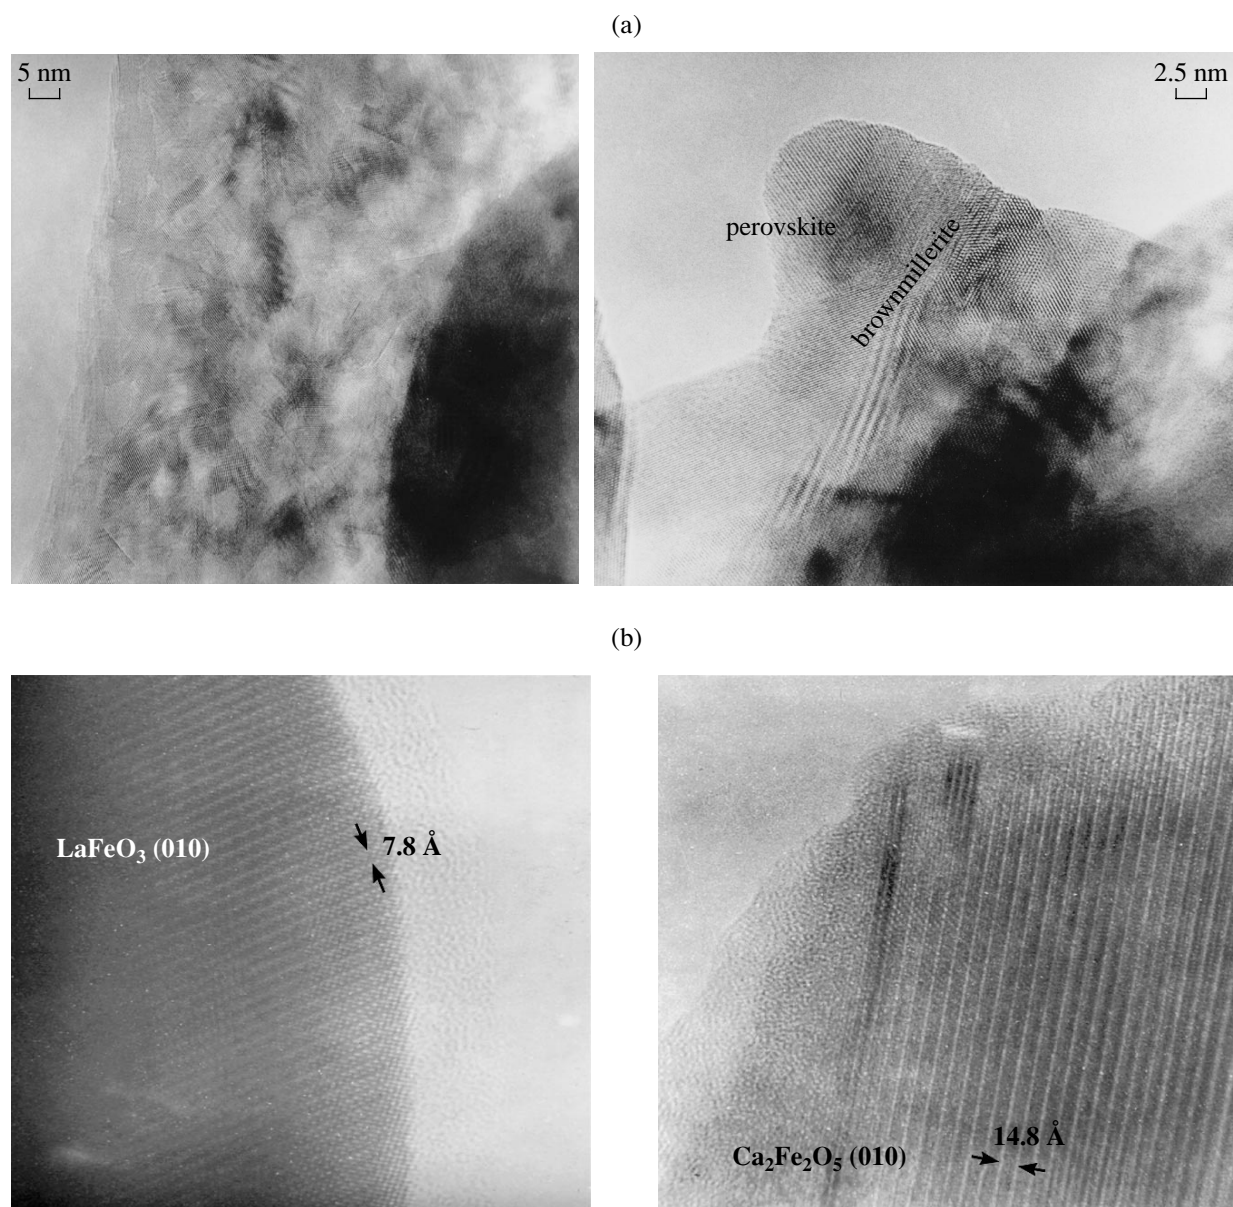 (a)
5 nm
2.5 nm
perovskite
brownmillerite
(b)
LaFeO₃ (010)
7.8 Å
14.8 Å
Ca₂Fe₂O₅ (010)